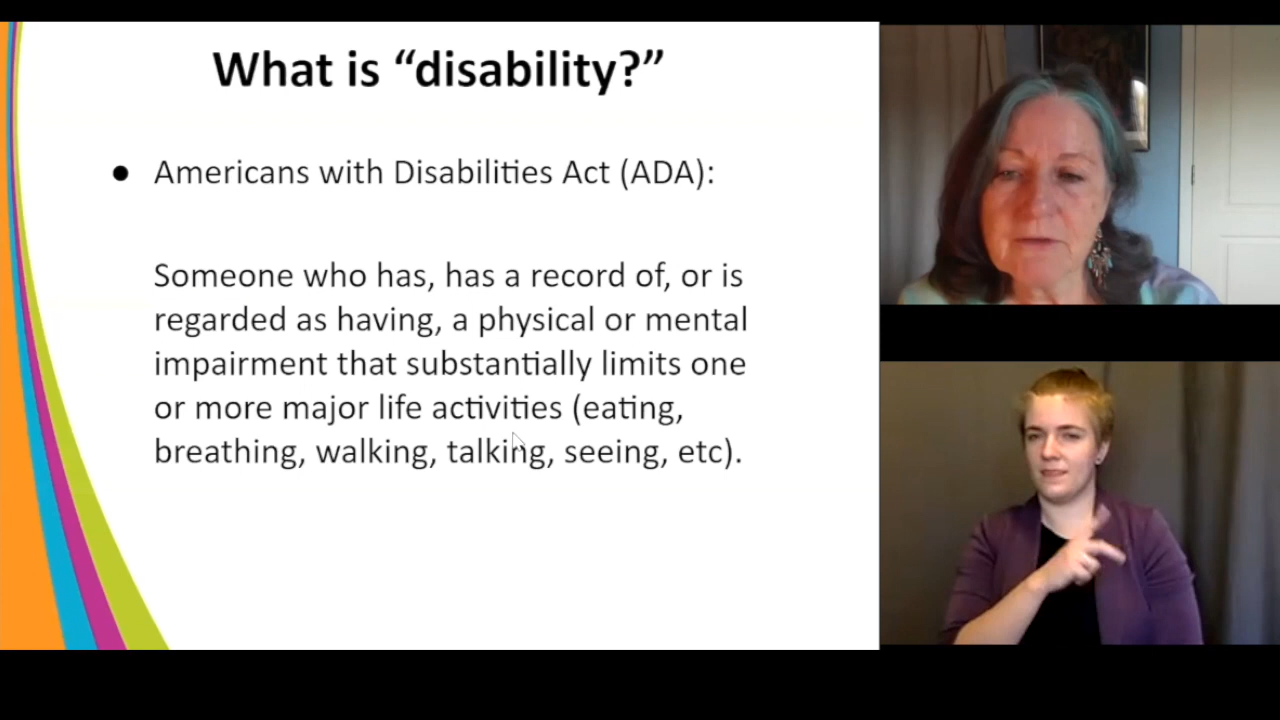 What is “disability?”
● Americans with Disabilities Act (ADA):
Someone who has, has a record of, or is
regarded as having, a physical or mental
impairment that substantially limits one
or more major life activities (eating,
breathing, walking, talking, seeing, etc).